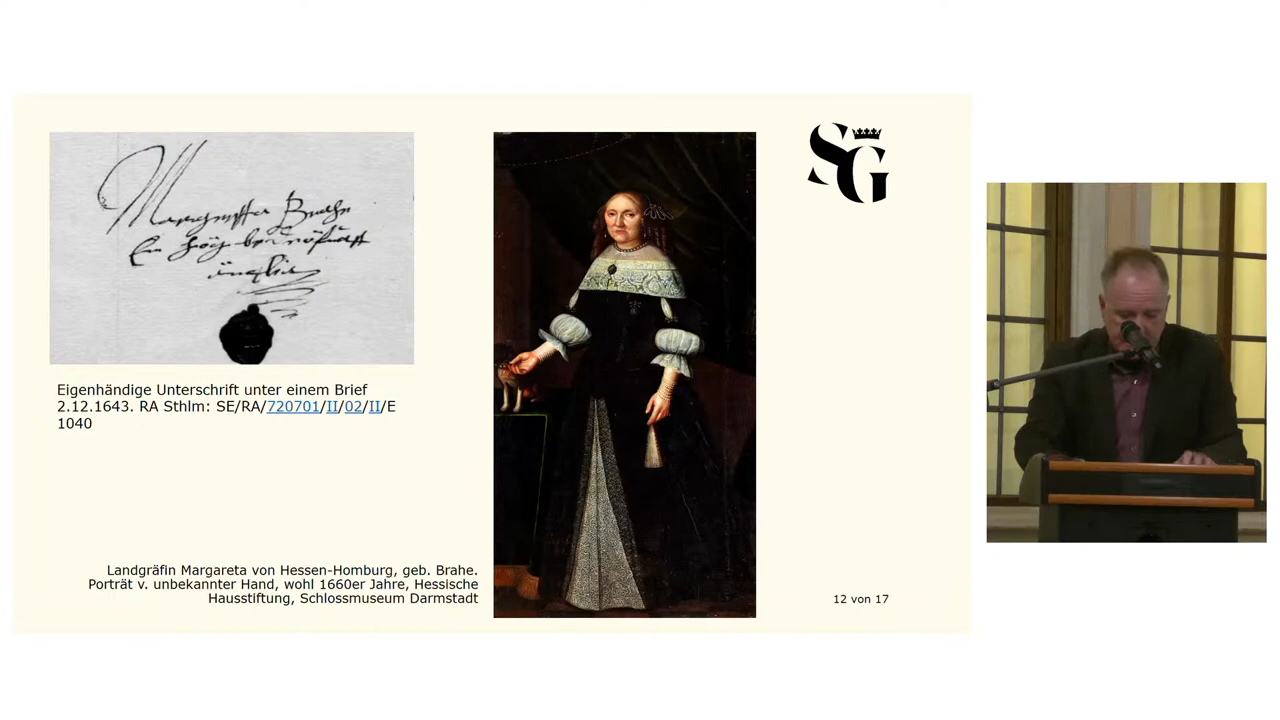 Margretta Brahe
Eigenhändige Unterschrift unter einem Brief
2.12.1643. RA Sthlm: SE/RA/720701/II/02/II/E
1040
Landgräfin Margareta von Hessen-Homburg, geb. Brahe.
Porträt v. unbekannter Hand, wohl 1660er Jahre, Hessische
Hausstiftung, Schlossmuseum Darmstadt
SG
12 von 17